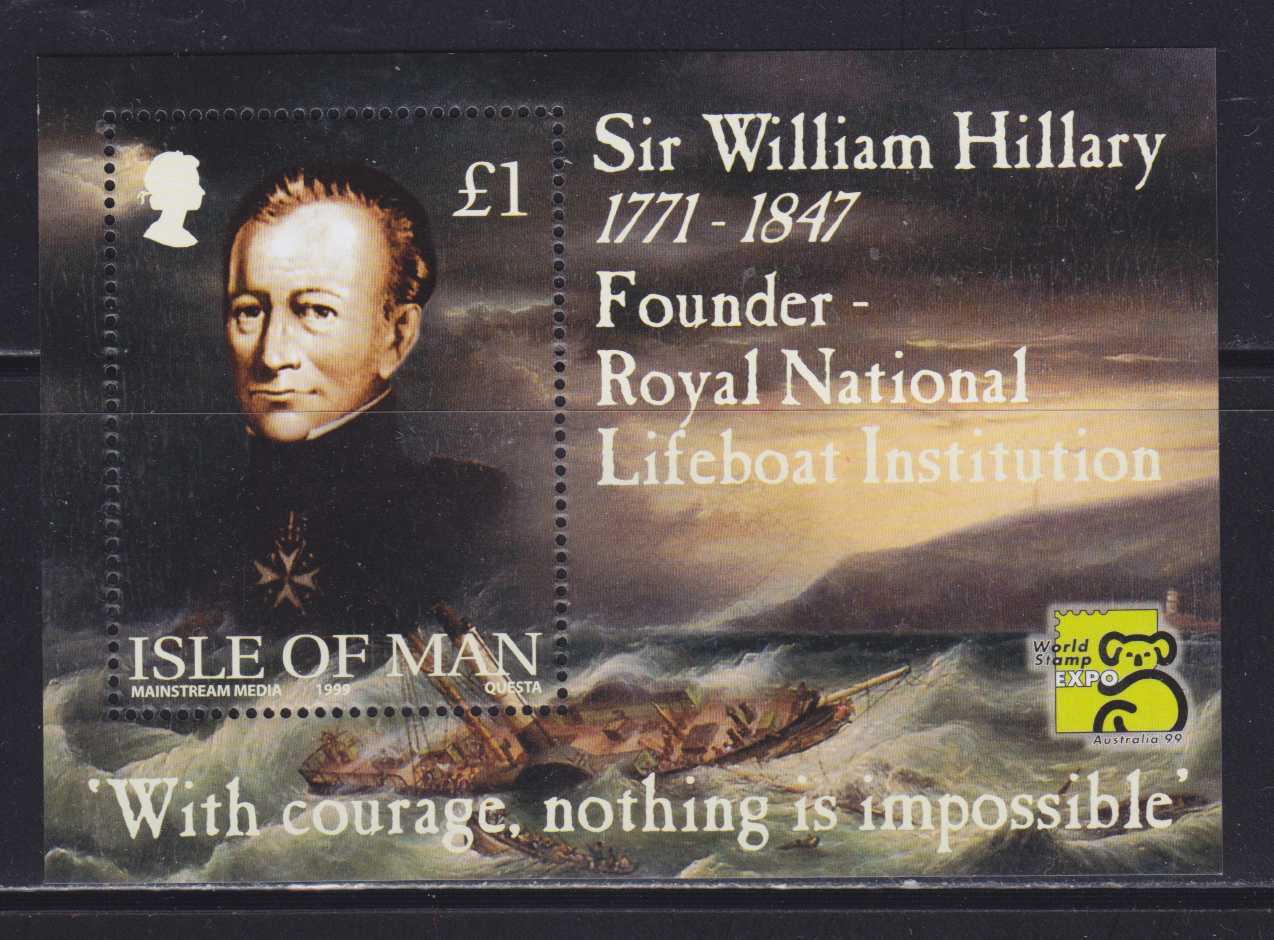 £1
ISLE OF MAN
MAINSTREAM MEDIA 1999 QUESTA
Sir William Hillary
1771 - 1847
Founder -
Royal National
Lifeboat Institution
World
Stamp
EXPO
Australia 99
'With courage, nothing is impossible'